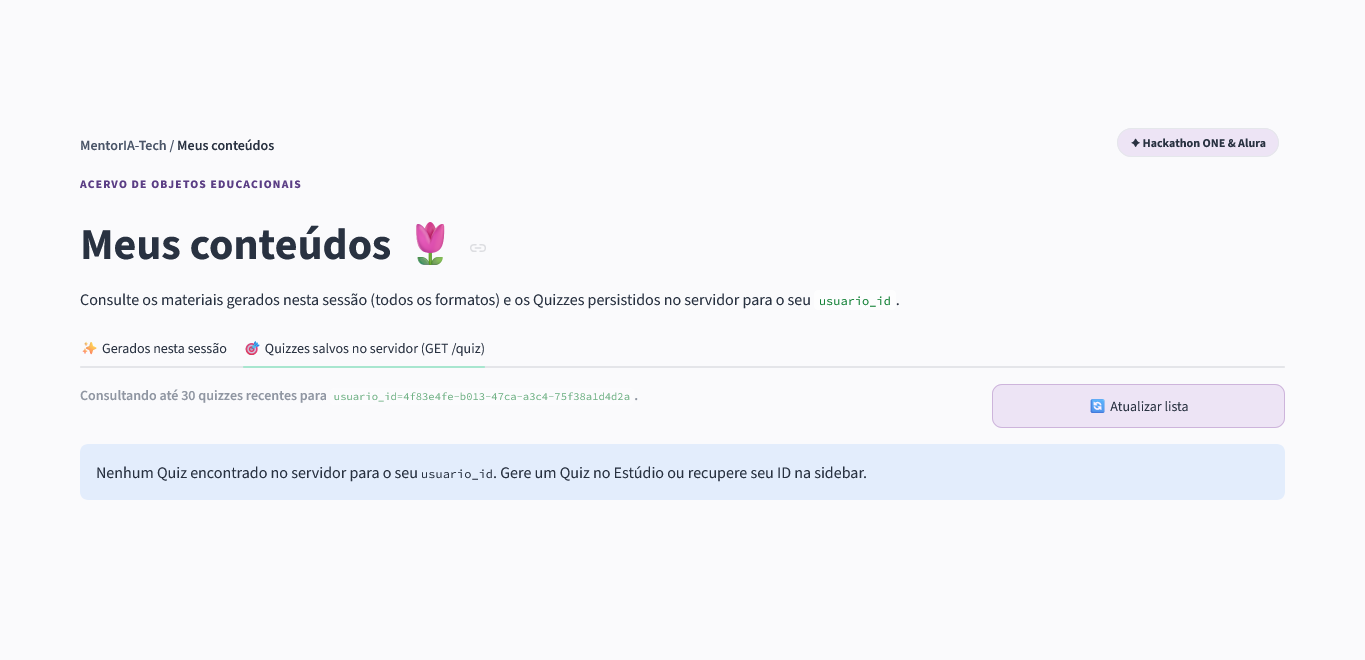 MentorIA-Tech / Meus conteúdos
✦ Hackathon ONE & Alura
ACERVO DE OBJETOS EDUCACIONAIS
Meus conteúdos 🌷
Consulte os materiais gerados nesta sessão (todos os formatos) e os Quizzes persistidos no servidor para o seu usuario_id .
✨ Gerados nesta sessão
🎯 Quizzes salvos no servidor (GET /quiz)
Consultando até 30 quizzes recentes para usuario_id=4f83e4fe-b013-47ca-a3c4-75f38a1d4d2a .
🔄 Atualizar lista
Nenhum Quiz encontrado no servidor para o seu usuario_id. Gere um Quiz no Estúdio ou recupere seu ID na sidebar.